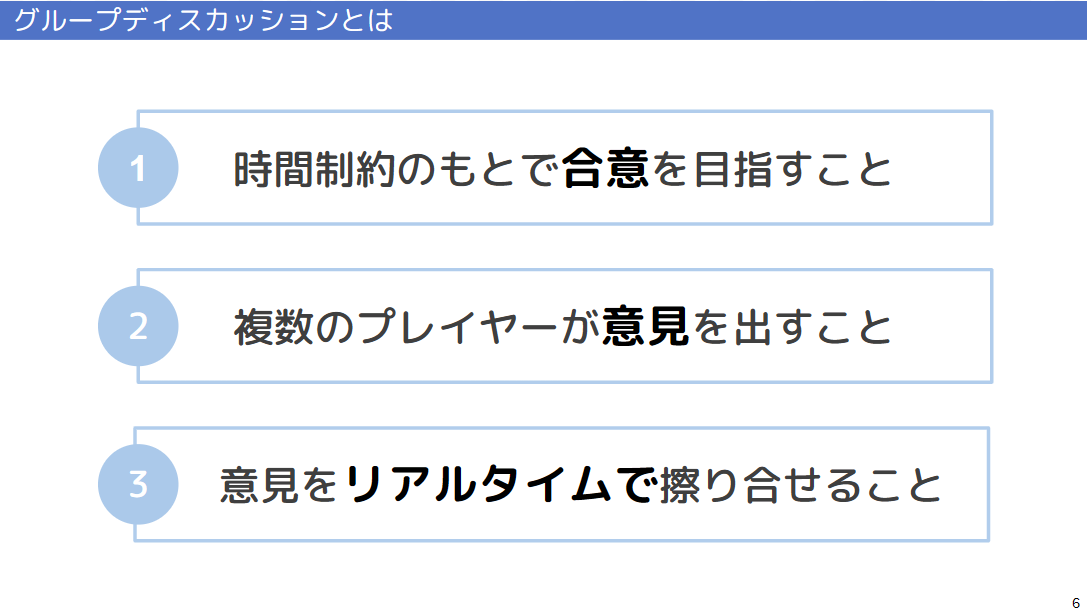 グループディスカッションとは
1
時間制約のもとで合意を目指すこと
2
複数のプレイヤーが意見を出すこと
3
意見をリアルタイムで擦り合せること
6